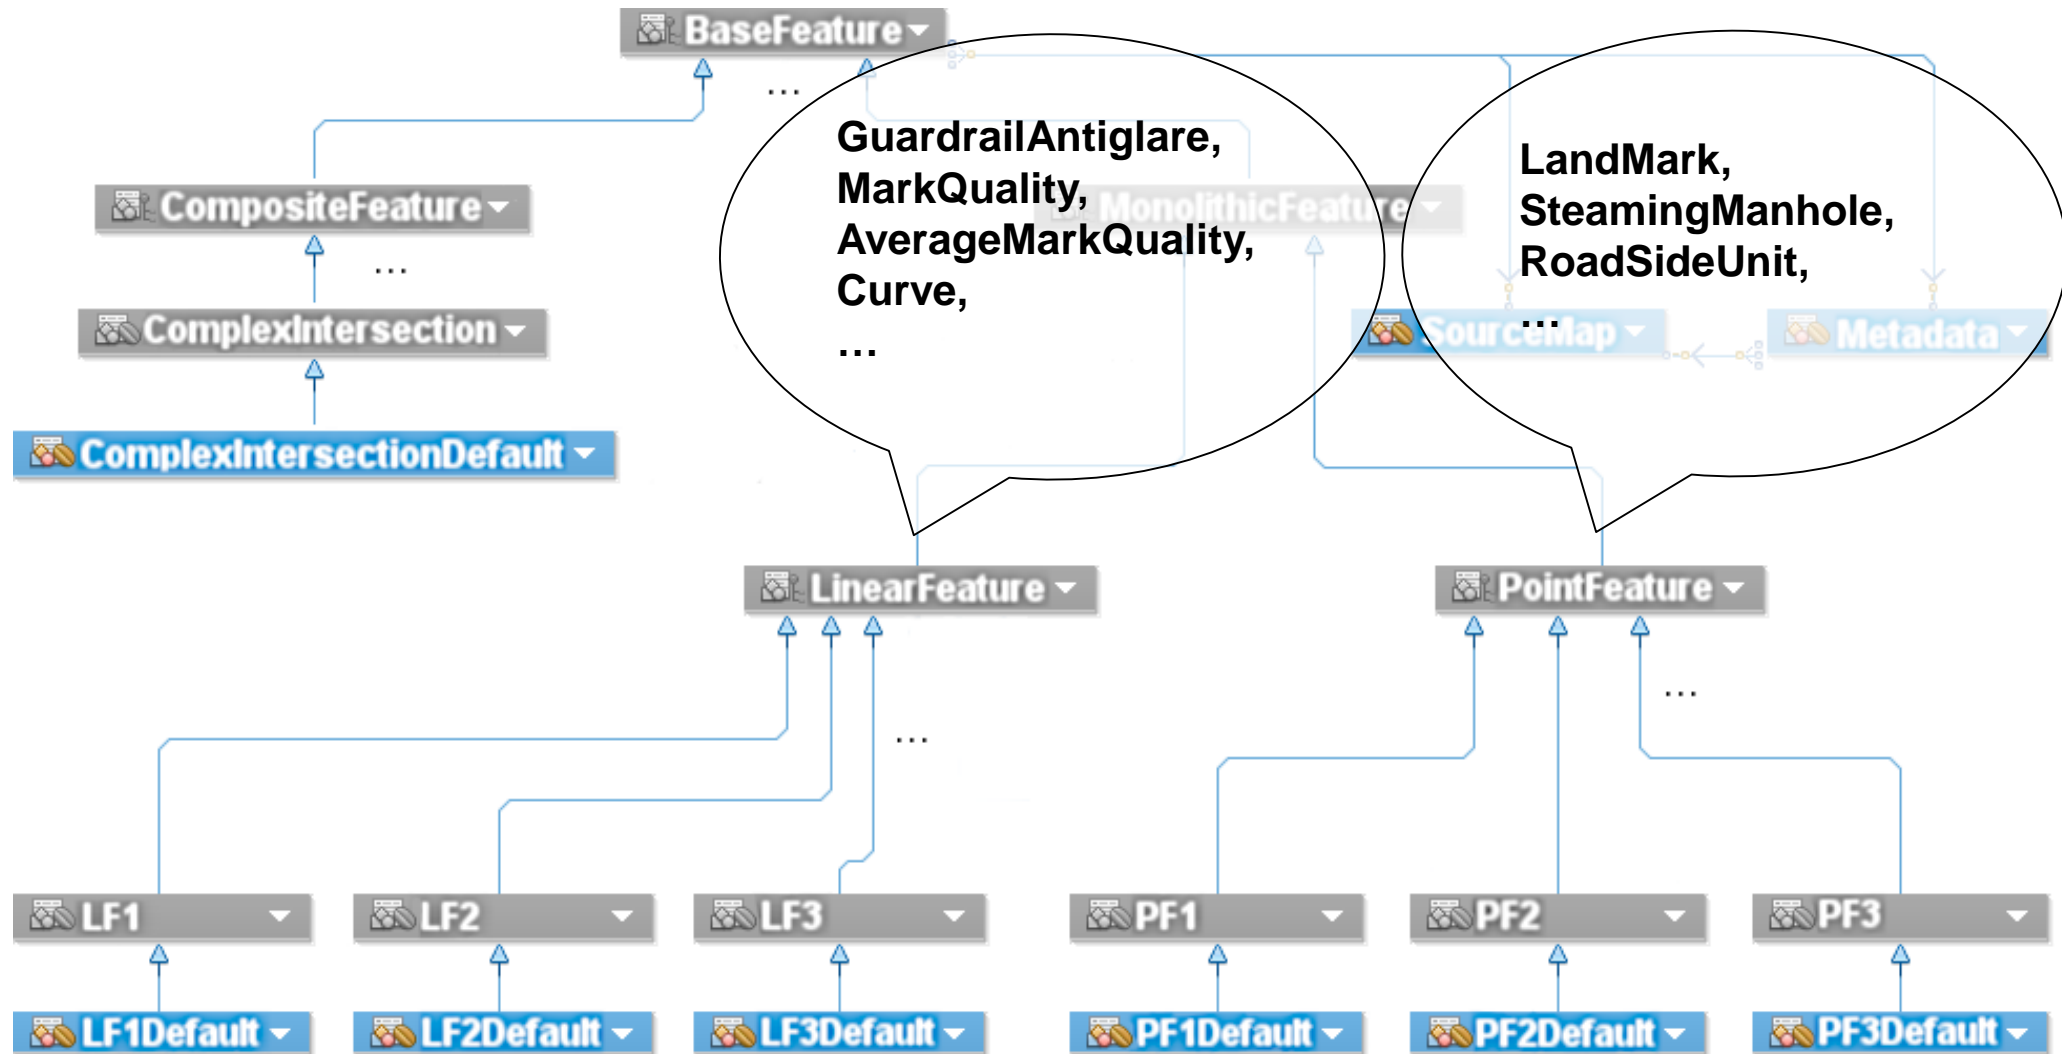 BaseFeature
...
GuardrailAntiglare,
MarkQuality,
AverageMarkQuality,
Curve,
...
LandMark,
SteamingManhole,
RoadSideUnit,
...
CompositeFeature
MonolithicFeature
...
ComplexIntersection
SourceMap
Metadata
ComplexIntersectionDefault
LinearFeature
PointFeature
...
...
LF1
LF2
LF3
PF1
PF2
PF3
LF1Default
LF2Default
LF3Default
PF1Default
PF2Default
PF3Default